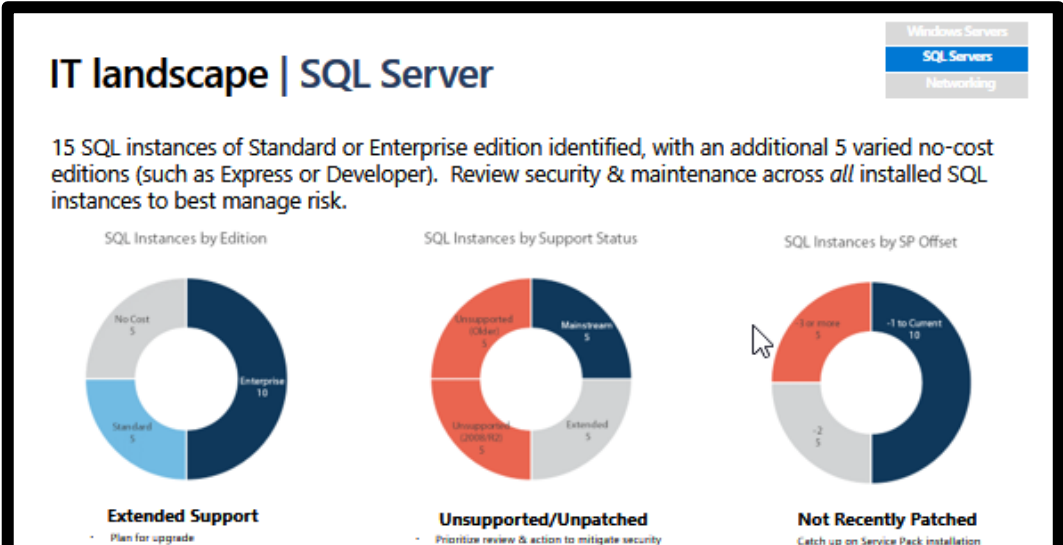 Windows Servers
SQL Servers
Networking
IT landscape | SQL Server
15 SQL instances of Standard or Enterprise edition identified, with an additional 5 varied no-cost
editions (such as Express or Developer). Review security & maintenance across all installed SQL
instances to best manage risk.
SQL Instances by Edition
No Cost
5
Enterprise
10
Standard
5
Extended Support
· Plan for upgrade
SQL Instances by Support Status
Unsupported
(Older)
5
Mainstream
5
Unsupported
(2008/R2)
5
Extended
5
Unsupported/Unpatched
· Prioritize review & action to mitigate security
SQL Instances by SP Offset
-3 or more
5
-1 to Current
10
-2
5
Not Recently Patched
Catch up on Service Pack installation